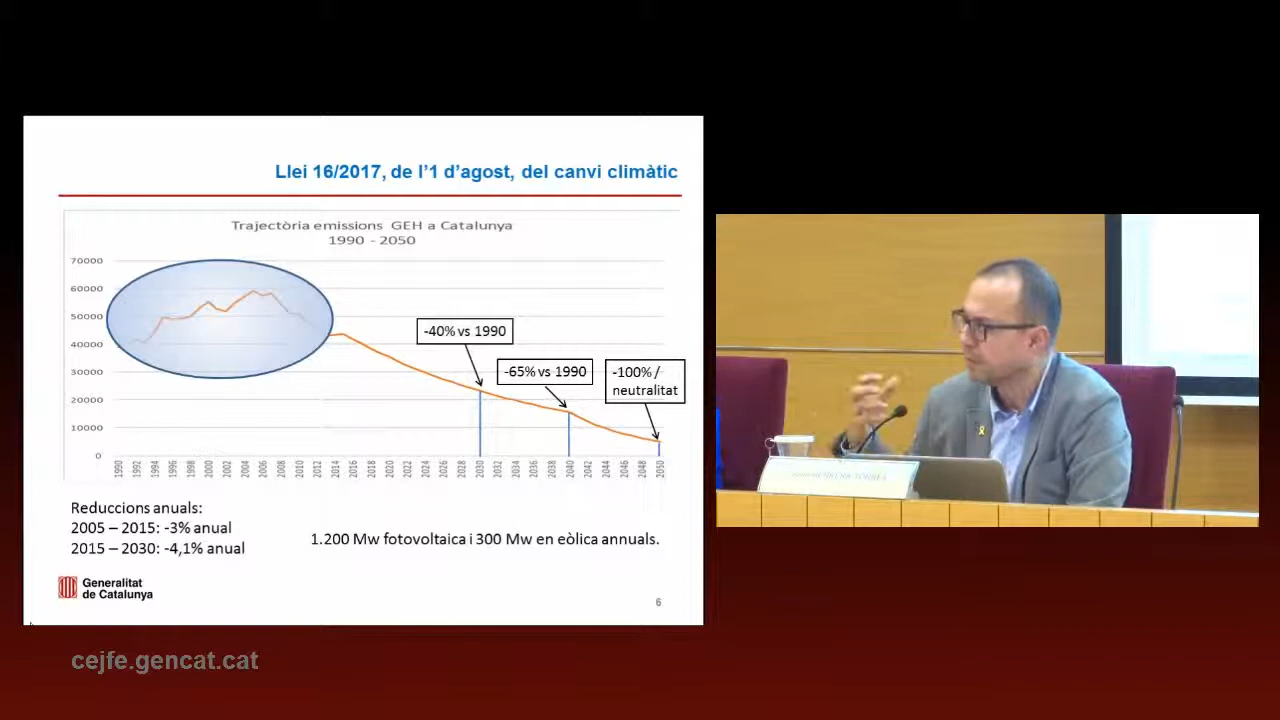 Llei 16/2017, de l'1 d'agost, del canvi climàtic
Trajectòria emissions GEH a Catalunya
1990 - 2050
70000
60000
50000
40000
30000
20000
10000
0
1990 1992 1994 1996 1998 2000 2002 2004 2006 2008 2010 2012 2014 2016 2018 2020 2022 2024 2026 2028 2030 2032 2034 2036 2038 2040 2042 2044 2046 2048 2050
-40% vs 1990
-65% vs 1990
-100% /
neutralitat
Reduccions anuals:
2005 – 2015: -3% anual
2015 – 2030: -4,1% anual
1.200 Mw fotovoltaica i 300 Mw en eòlica annuals.
Generalitat
de Catalunya
6
cejfe.gencat.cat